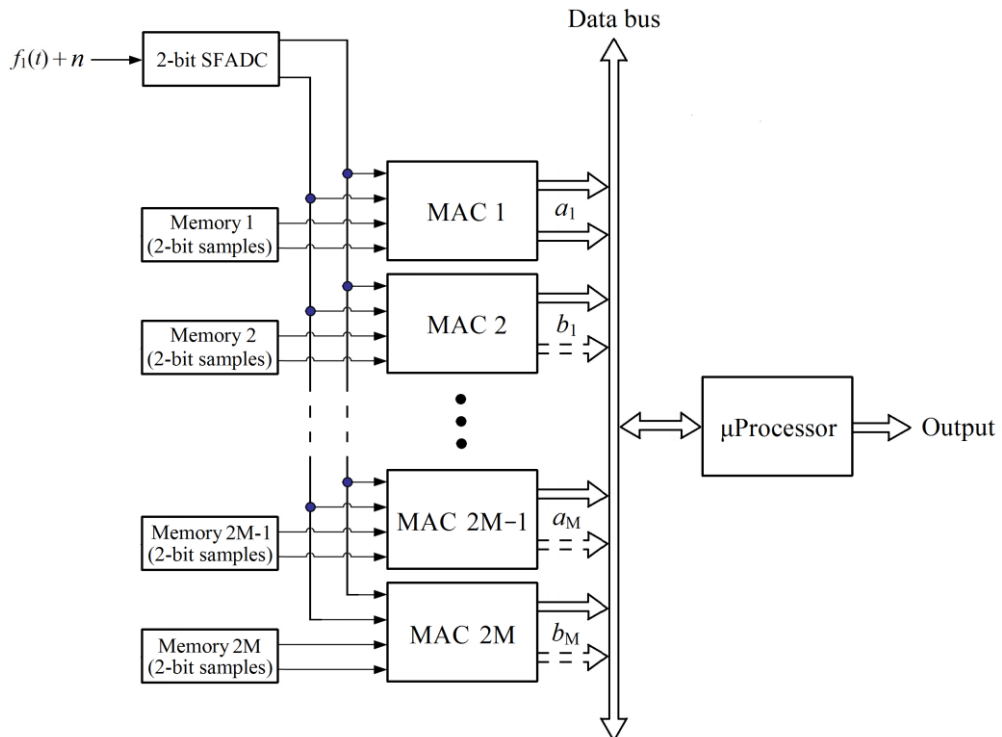 Data bus
f₁(t) + n
2-bit SFADC
MAC 1
a₁
Memory 1
(2-bit samples)
MAC 2
b₁
Memory 2
(2-bit samples)
μProcessor
Output
MAC 2M-1
a_M
Memory 2M-1
(2-bit samples)
MAC 2M
b_M
Memory 2M
(2-bit samples)